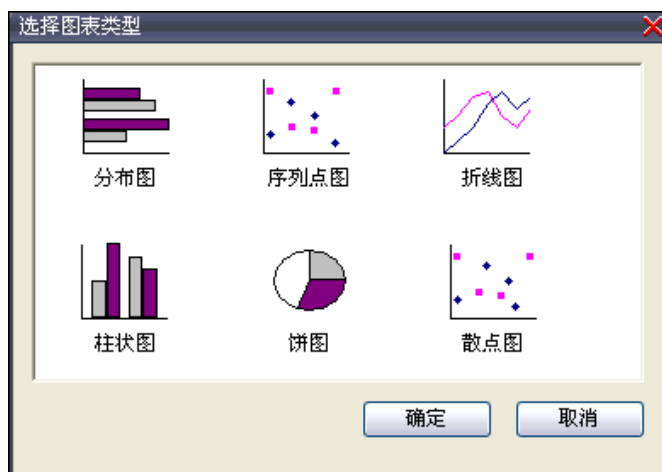 选择图表类型
分布图
序列点图
折线图
柱状图
饼图
散点图
确定
取消